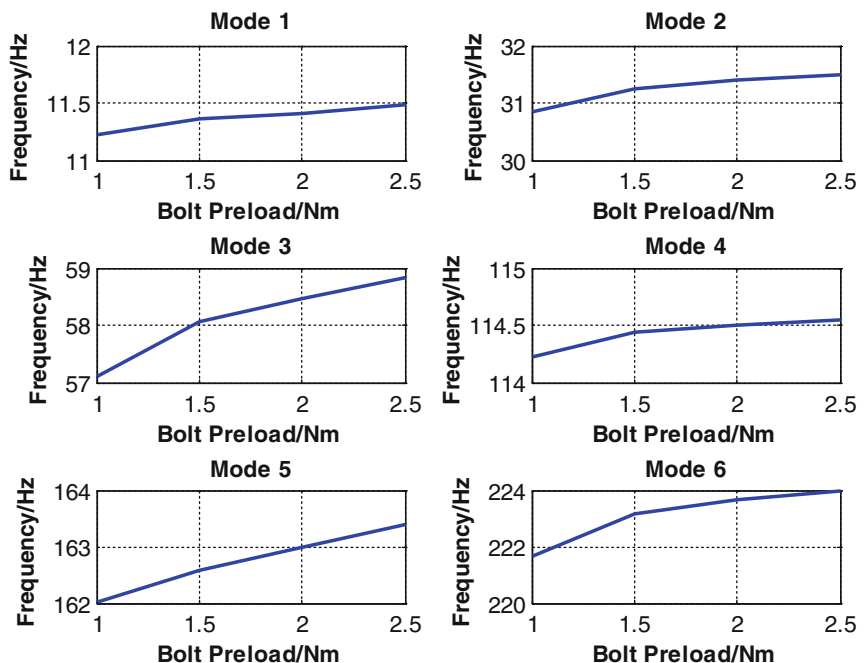 Mode 1
Frequency/Hz
12
11.5
11
1 1.5 2 2.5
Bolt Preload/Nm
Mode 2
Frequency/Hz
32
31
30
1 1.5 2 2.5
Bolt Preload/Nm
Mode 3
Frequency/Hz
59
58
57
1 1.5 2 2.5
Bolt Preload/Nm
Mode 4
Frequency/Hz
115
114.5
114
1 1.5 2 2.5
Bolt Preload/Nm
Mode 5
Frequency/Hz
164
163
162
1 1.5 2 2.5
Bolt Preload/Nm
Mode 6
Frequency/Hz
224
222
220
1 1.5 2 2.5
Bolt Preload/Nm